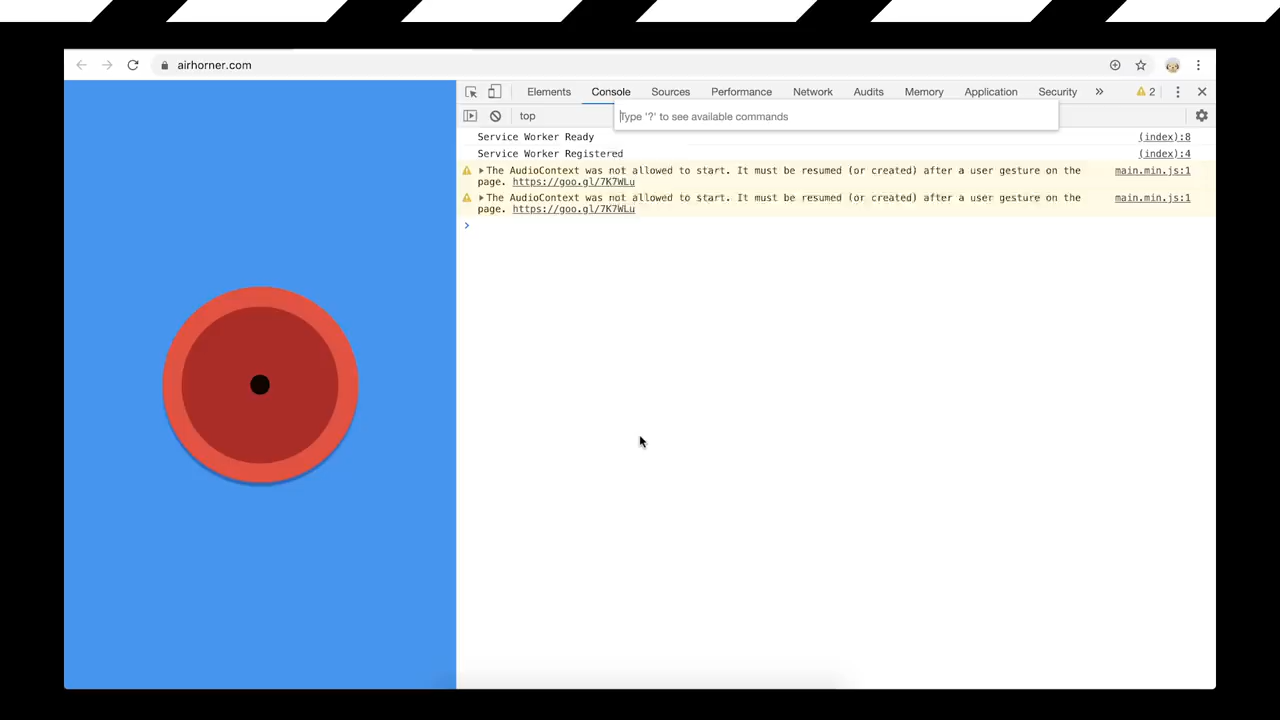 airhorner.com
Elements Console Sources Performance Network Audits Memory Application Security » 2
top Type '?' to see available commands
Service Worker Ready (index):8
Service Worker Registered (index):4
The AudioContext was not allowed to start. It must be resumed (or created) after a user gesture on the main.min.js:1
page. https://goo.gl/7K7WLu
The AudioContext was not allowed to start. It must be resumed (or created) after a user gesture on the main.min.js:1
page. https://goo.gl/7K7WLu